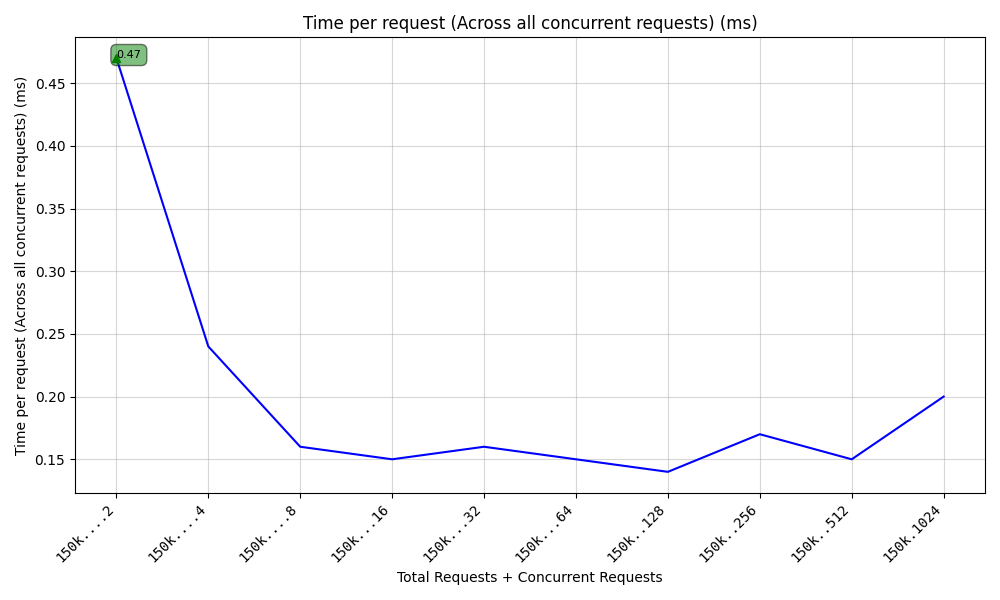 Time per request (Across all concurrent requests) (ms)
0.47
Time per request (Across all concurrent requests) (ms)
0.45
0.40
0.35
0.30
0.25
0.20
0.15
150k....2
150k....4
150k....8
150k...16
150k...32
150k...64
150k..128
150k..256
150k..512
150k.1024
Total Requests + Concurrent Requests